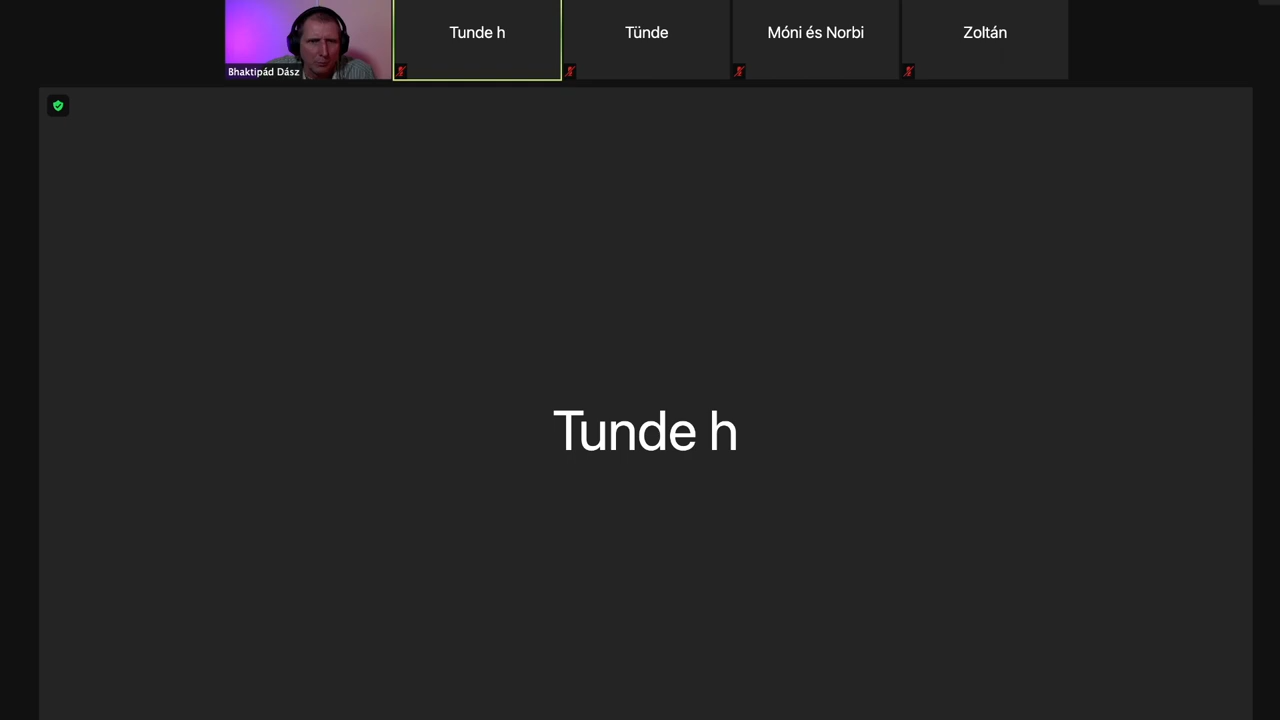 Bhaktipád Dász
Tunde h
Tünde
Móni és Norbi
Zoltán
Tunde h